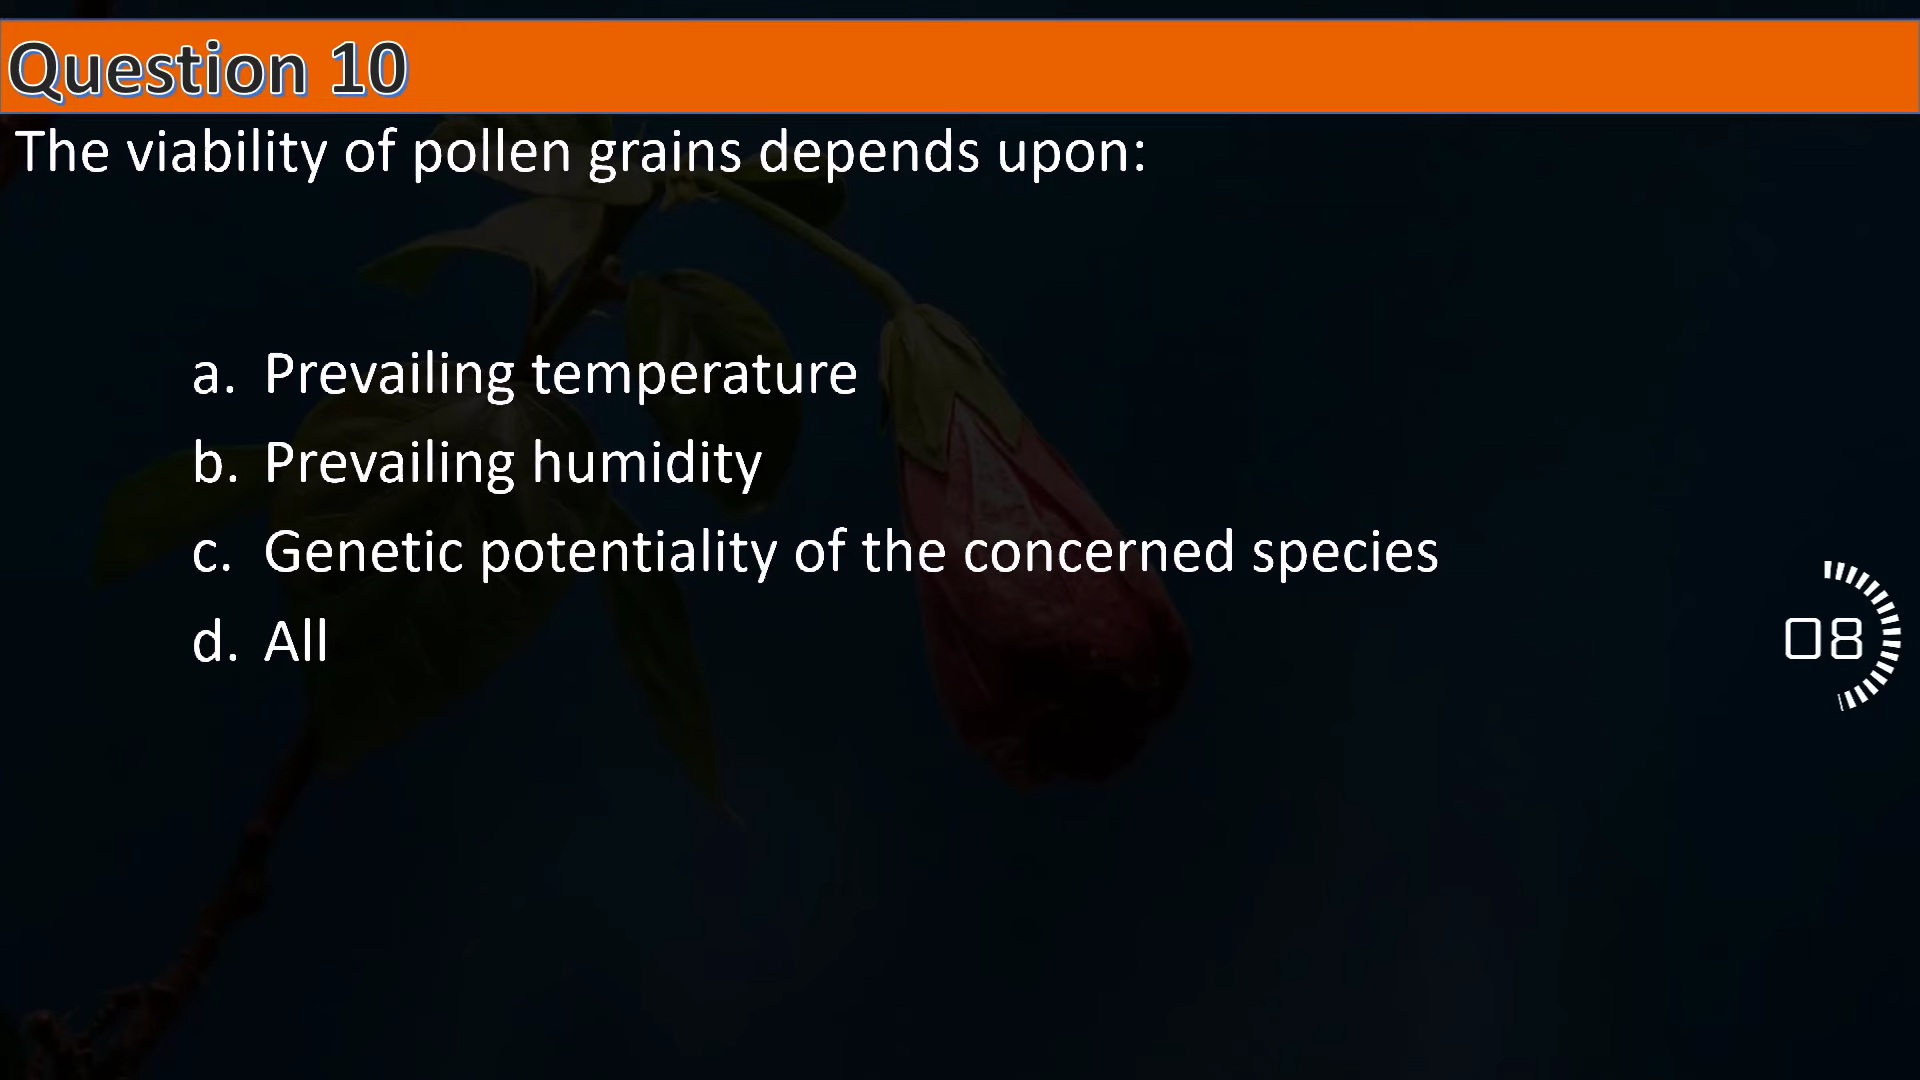 Question 10
The viability of pollen grains depends upon:
a. Prevailing temperature
b. Prevailing humidity
c. Genetic potentiality of the concerned species
08
d. All